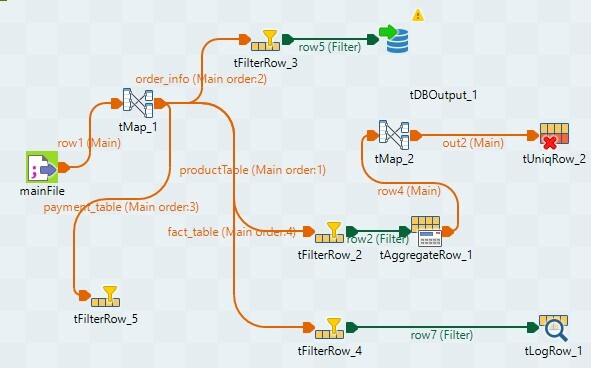 row5 (Filter)
tFilterRow_3
order_info (Main order:2)
tDBOutput_1
tMap_1
row1 (Main)
out2 (Main)
tMap_2
tUniqRow_2
mainFile
productTable (Main order:1)
row4 (Main)
payment_table (Main order:3)
fact_table (Main order:4)
row2 (Filter)
tFilterRow_2
tAggregateRow_1
tFilterRow_5
row7 (Filter)
tFilterRow_4
tLogRow_1